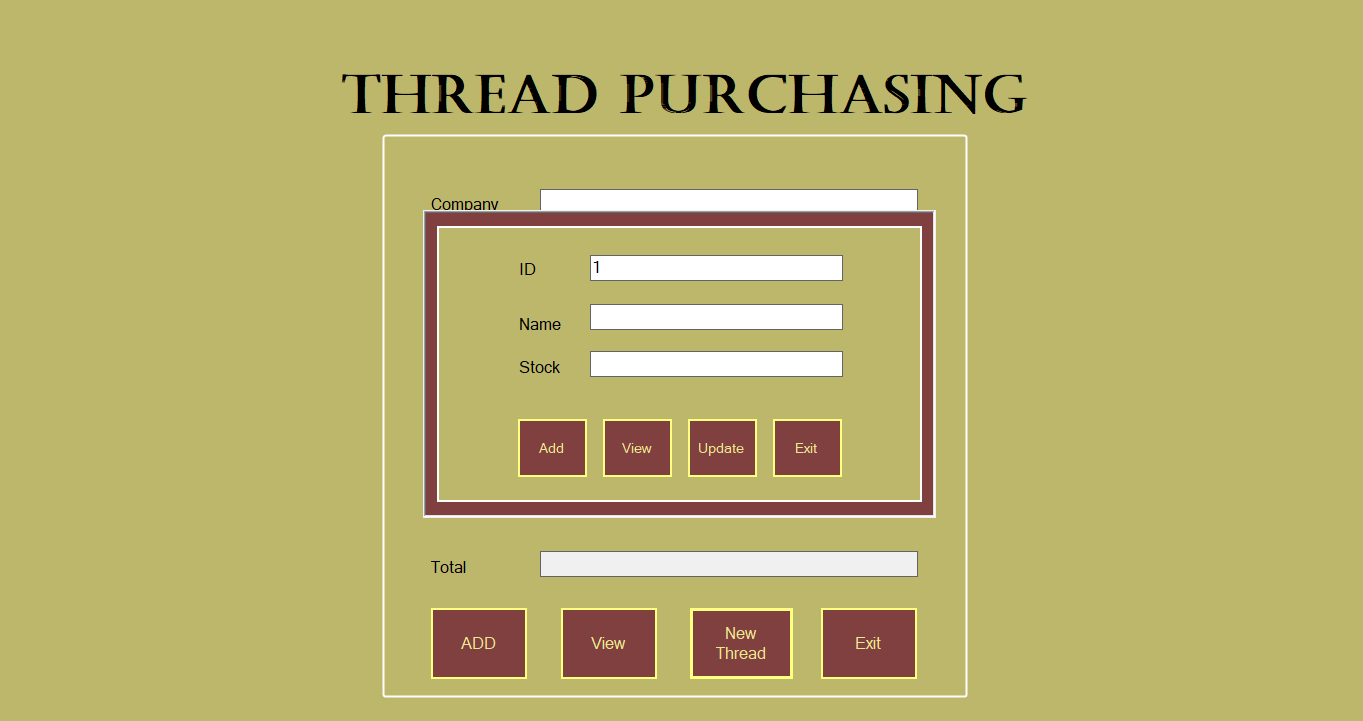 THREAD PURCHASING
Company
ID 1
Name
Stock
Add View Update Exit
Total
ADD View New Thread Exit